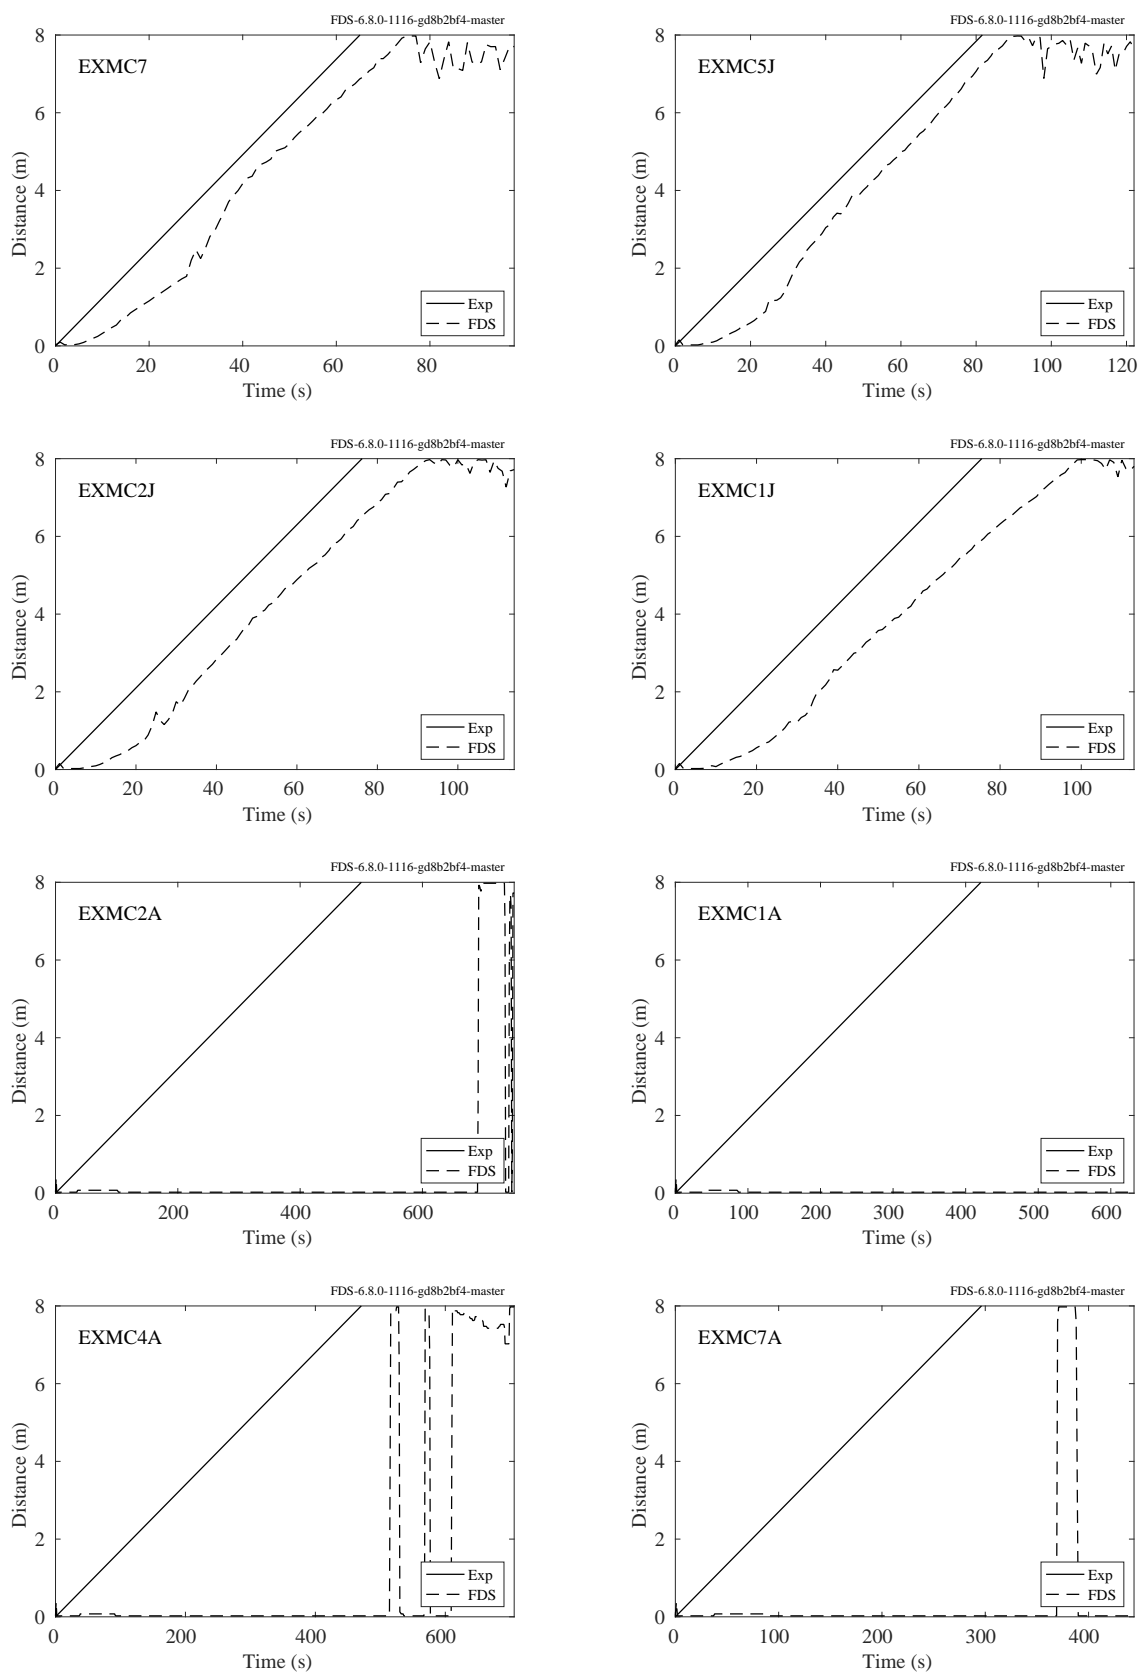 FDS-6.8.0-1116-gd8b2bf4-master
EXMC7
Distance (m)
8
6
4
2
0
0 20 40 60 80
Time (s)
Exp
FDS
FDS-6.8.0-1116-gd8b2bf4-master
EXMC5J
Distance (m)
8
6
4
2
0
0 20 40 60 80 100 120
Time (s)
Exp
FDS
FDS-6.8.0-1116-gd8b2bf4-master
EXMC2J
Distance (m)
8
6
4
2
0
0 20 40 60 80 100
Time (s)
Exp
FDS
FDS-6.8.0-1116-gd8b2bf4-master
EXMC1J
Distance (m)
8
6
4
2
0
0 20 40 60 80 100
Time (s)
Exp
FDS
FDS-6.8.0-1116-gd8b2bf4-master
EXMC2A
Distance (m)
8
6
4
2
0
0 200 400 600
Time (s)
Exp
FDS
FDS-6.8.0-1116-gd8b2bf4-master
EXMC1A
Distance (m)
8
6
4
2
0
0 100 200 300 400 500 600
Time (s)
Exp
FDS
FDS-6.8.0-1116-gd8b2bf4-master
EXMC4A
Distance (m)
8
6
4
2
0
0 200 400 600
Time (s)
Exp
FDS
FDS-6.8.0-1116-gd8b2bf4-master
EXMC7A
Distance (m)
8
6
4
2
0
0 100 200 300 400
Time (s)
Exp
FDS